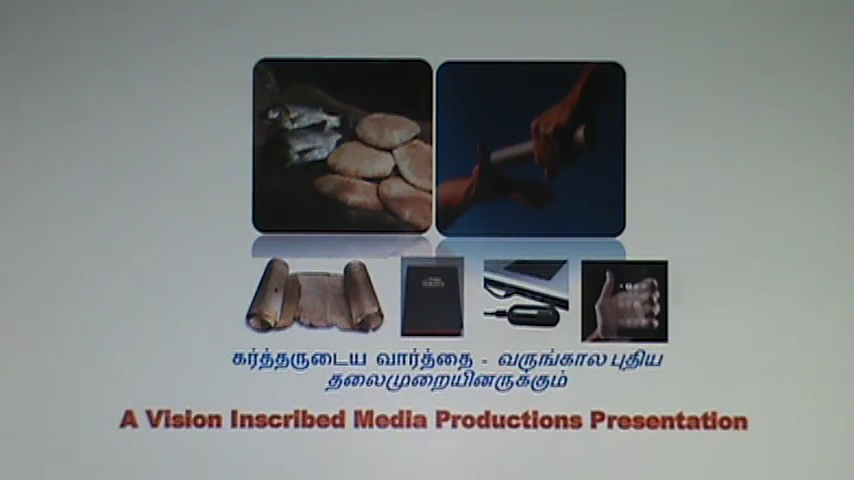 கர்த்தருடைய வார்த்தை - வருங்கால புதிய
தலைமுறையினருக்கும்
A Vision Inscribed Media Productions Presentation